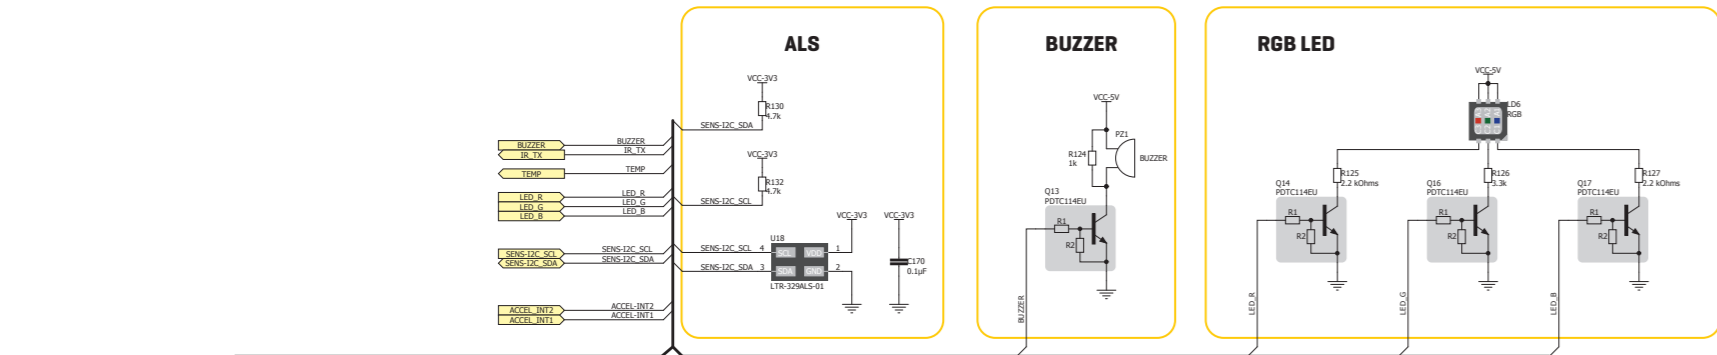 ALS
BUZZER
RGB LED
VCC-3V3
R130
4.7k
SENS-I2C_SDA
VCC-3V3
R132
4.7k
SENS-I2C_SCL
BUZZER
BUZZER
IR_TX
IR_TX
TEMP
TEMP
LED_R
LED_R
LED_G
LED_G
LED_B
LED_B
SENS-I2C_SCL
SENS-I2C_SCL
SENS-I2C_SDA
SENS-I2C_SDA
ACCEL_INT2
ACCEL-INT2
ACCEL_INT1
ACCEL-INT1
VCC-3V3
VCC-3V3
U18
SENS-I2C_SCL 4 SCL VDD 1
SENS-I2C_SDA 3 SDA GND 2
LTR-329ALS-01
C170
0.1µF
VCC-5V
PZ1
R124
1k
BUZZER
Q13
PDTC114EU
R1
R2
BUZZER
VCC-5V
LD6
RGB
R125
2.2 kOhms
Q14
PDTC114EU
R1
R2
LED_R
R126
3.3k
Q16
PDTC114EU
R1
R2
LED_G
R127
2.2 kOhms
Q17
PDTC114EU
R1
R2
LED_B